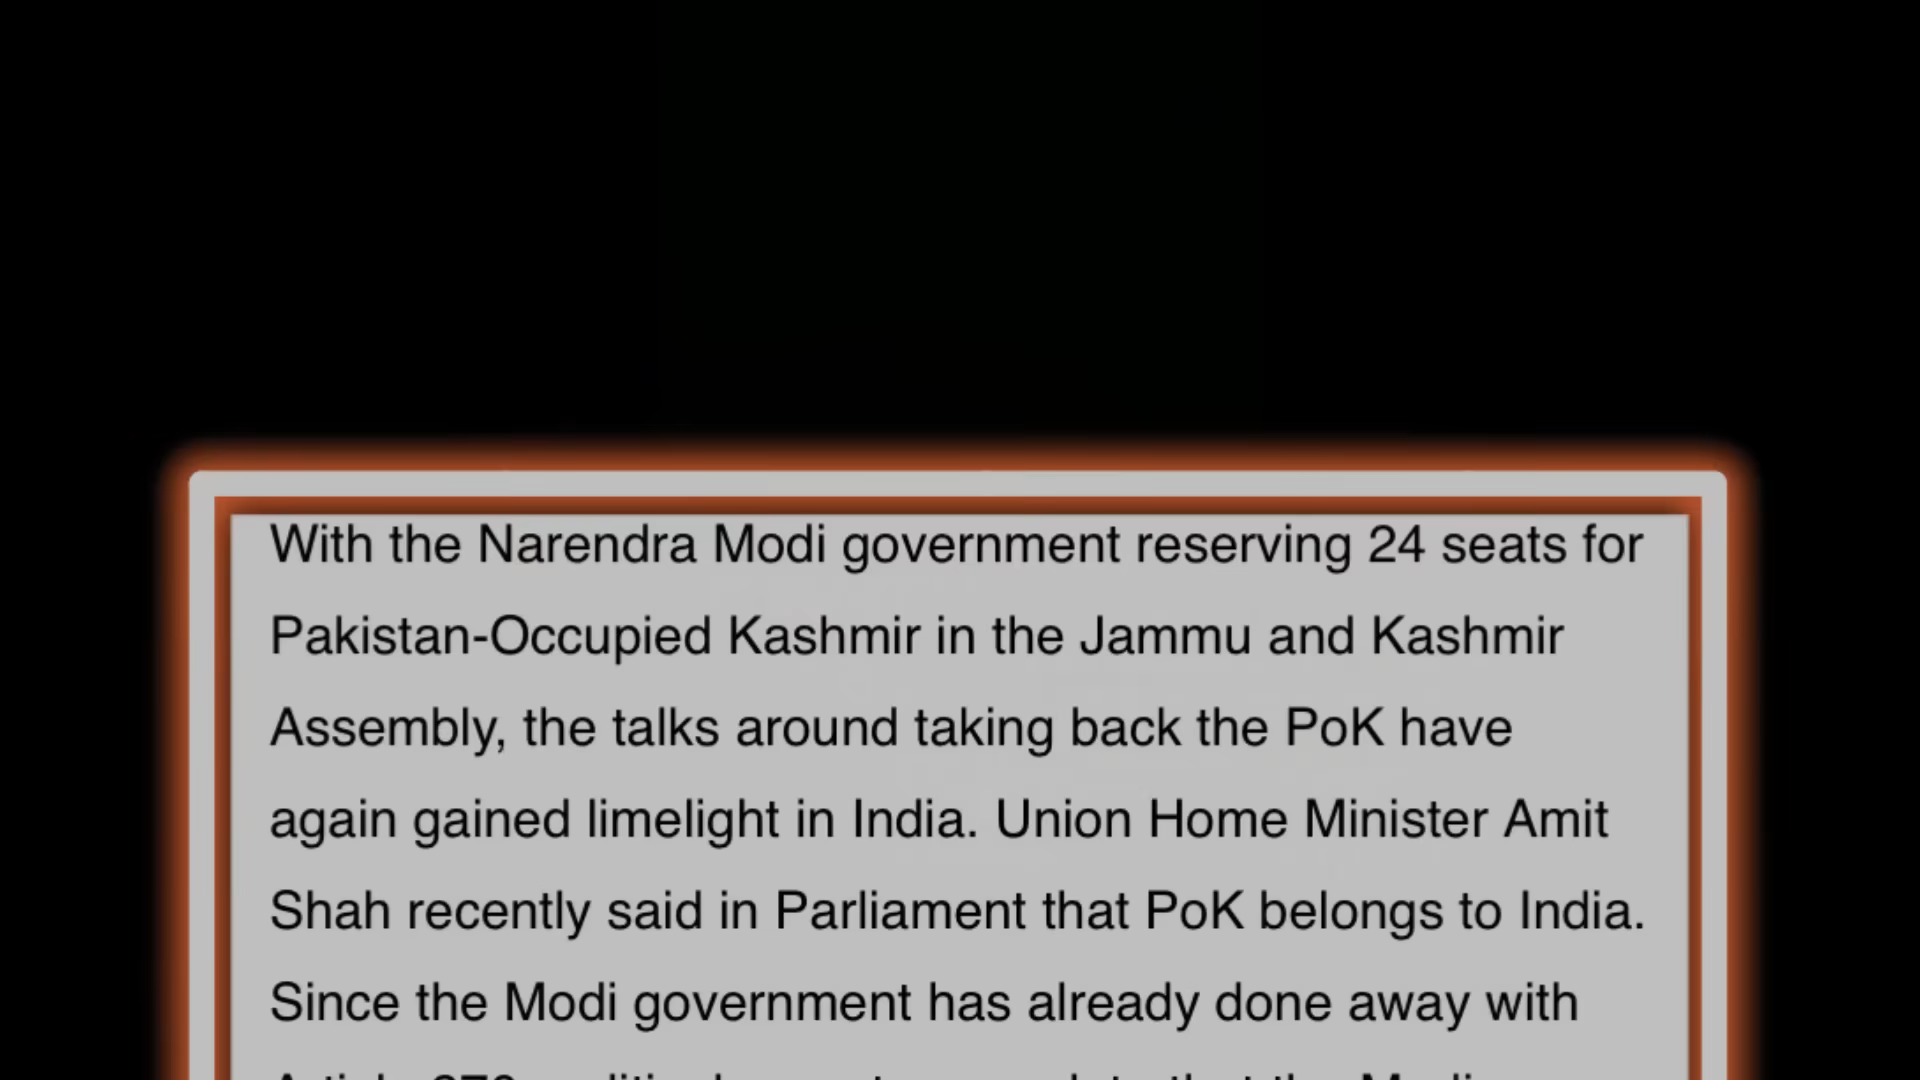 With the Narendra Modi government reserving 24 seats for
Pakistan-Occupied Kashmir in the Jammu and Kashmir
Assembly, the talks around taking back the PoK have
again gained limelight in India. Union Home Minister Amit
Shah recently said in Parliament that PoK belongs to India.
Since the Modi government has already done away with